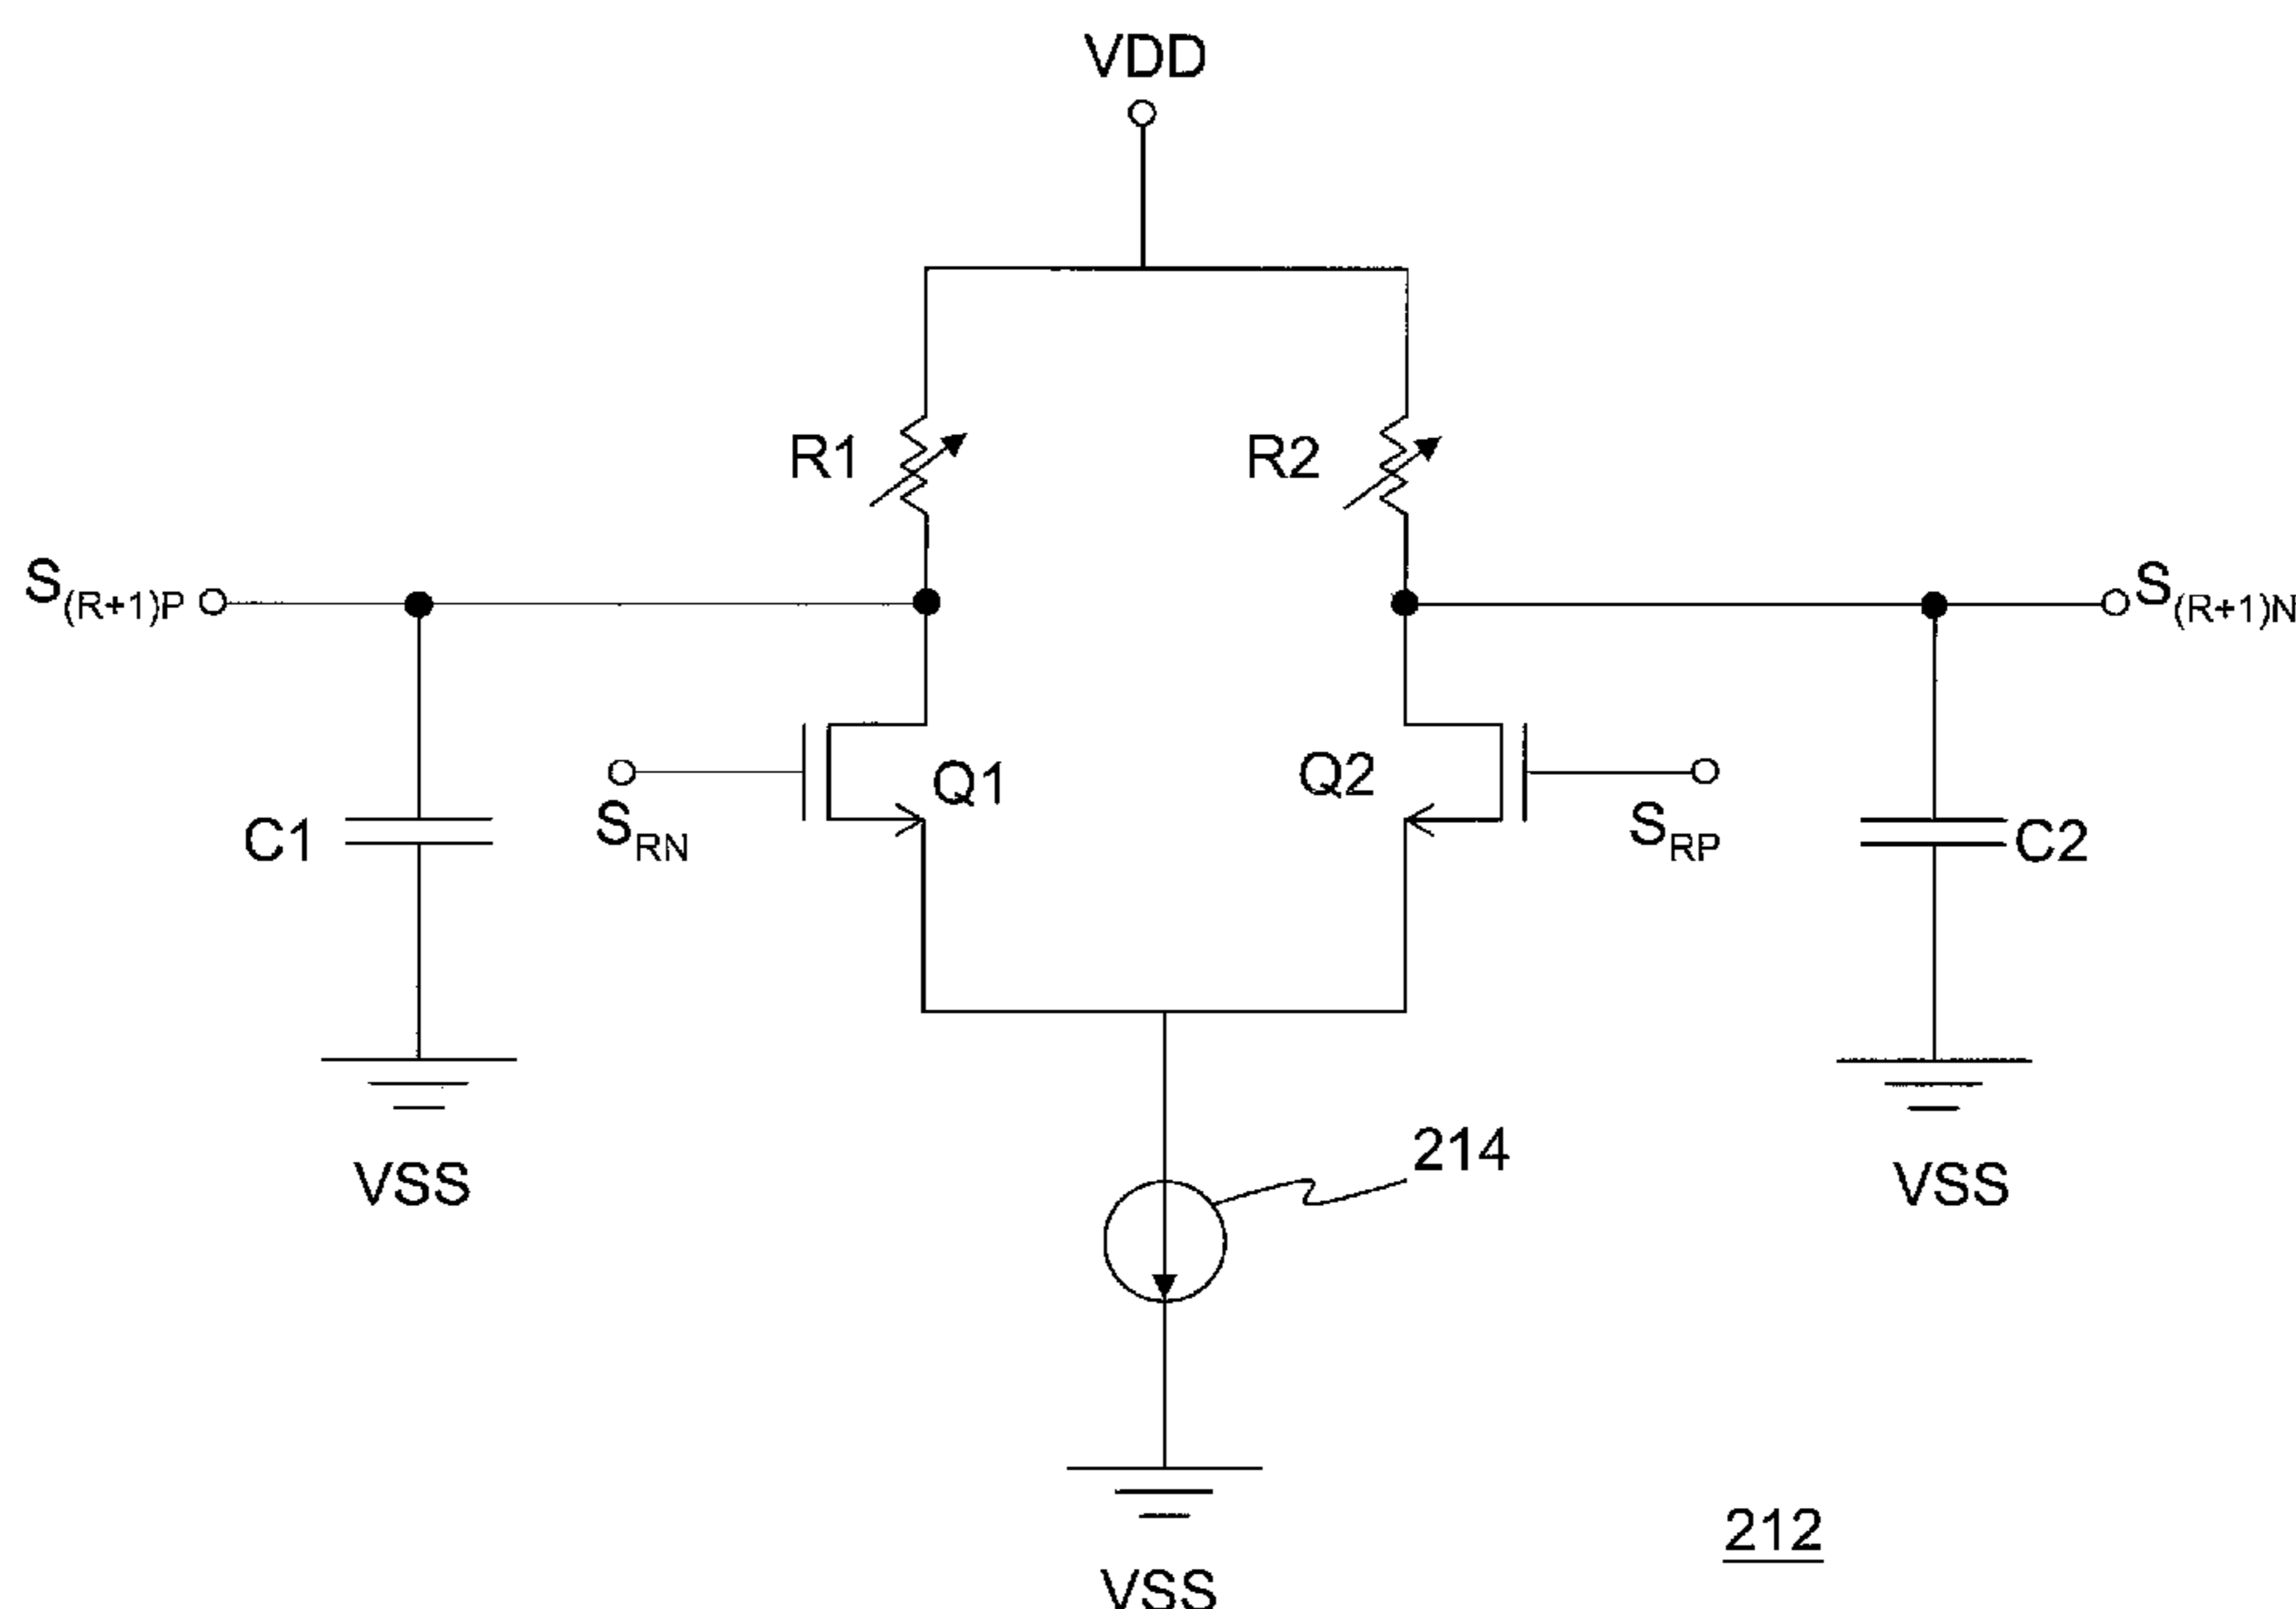 VDD
R1
R2
S(R+1)P
S(R+1)N
Q1
Q2
SRN
SRP
C1
C2
VSS
214
VSS
VSS
212